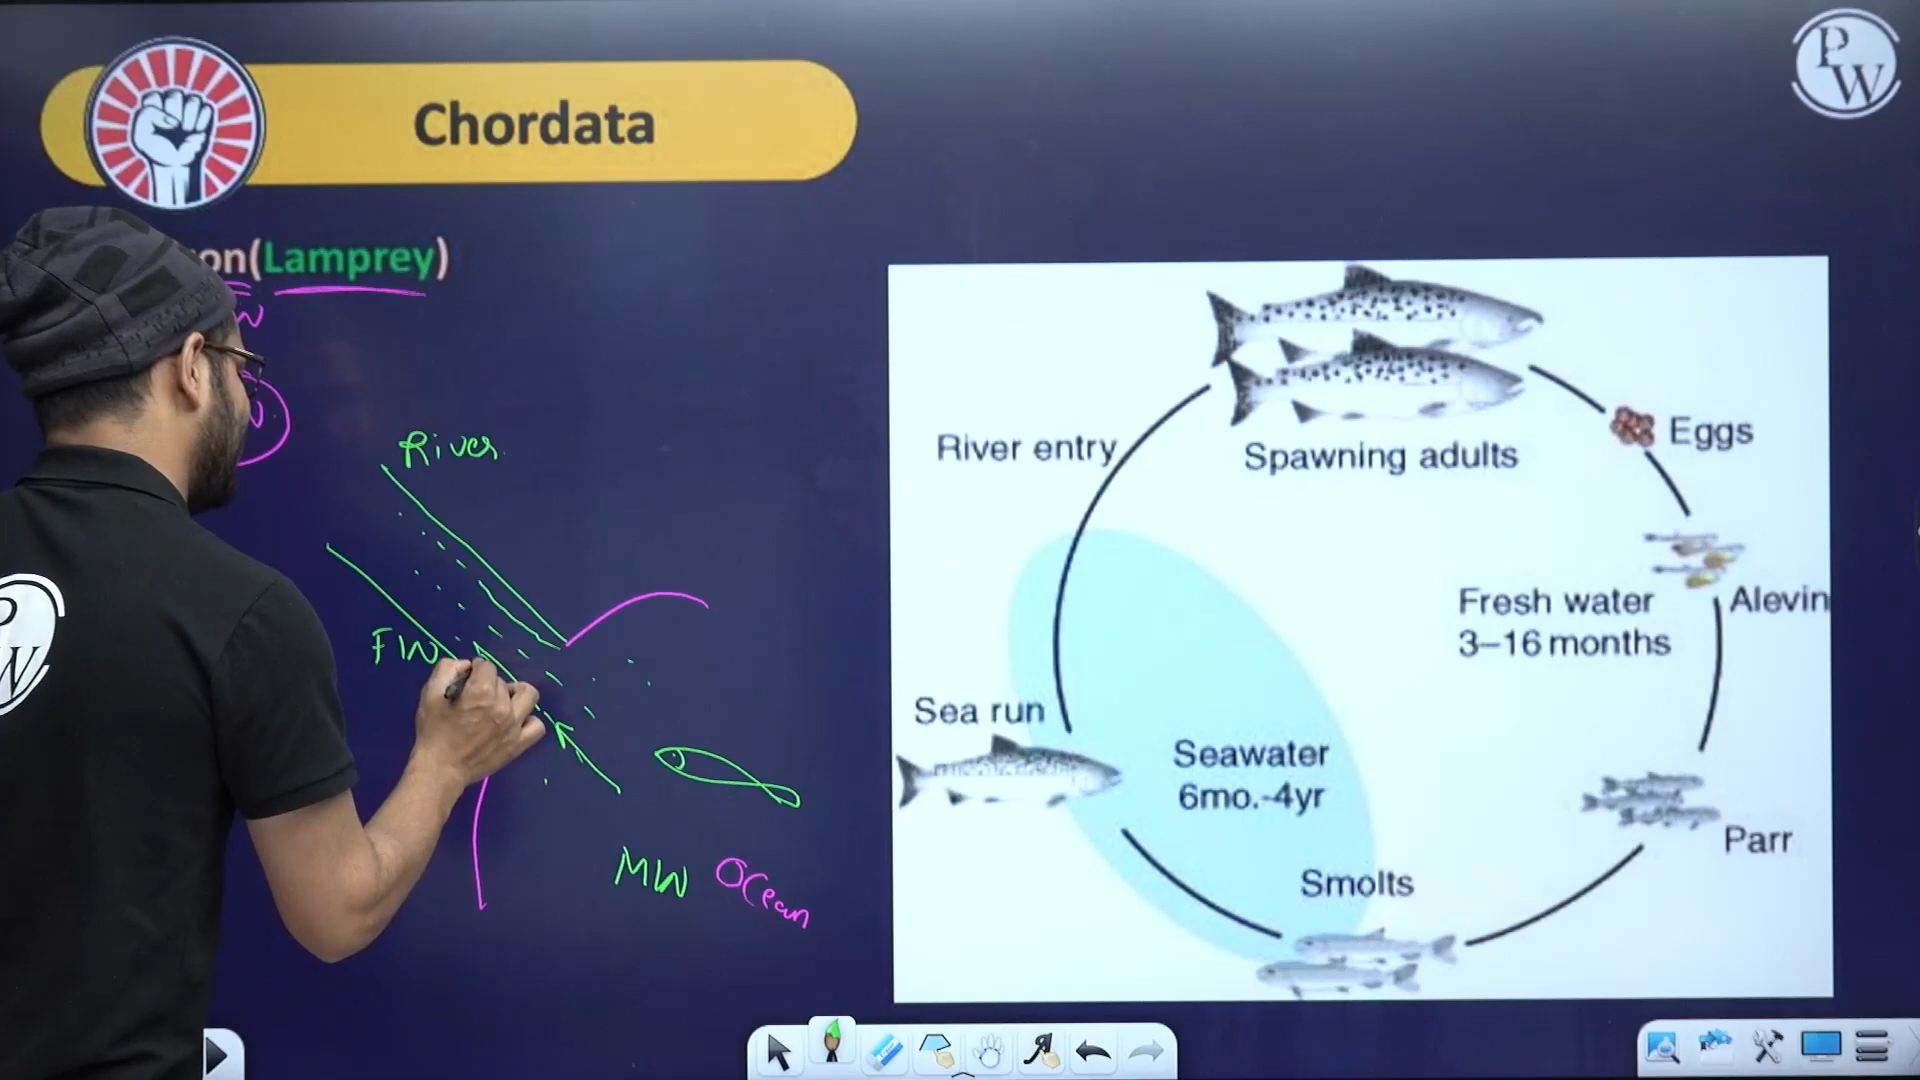 PW
Chordata
on(Lamprey)
W
River
FW
MW Ocean
River entry
Spawning adults
Eggs
Alevin
Fresh water
3–16 months
Sea run
Seawater
6mo.-4yr
Parr
Smolts